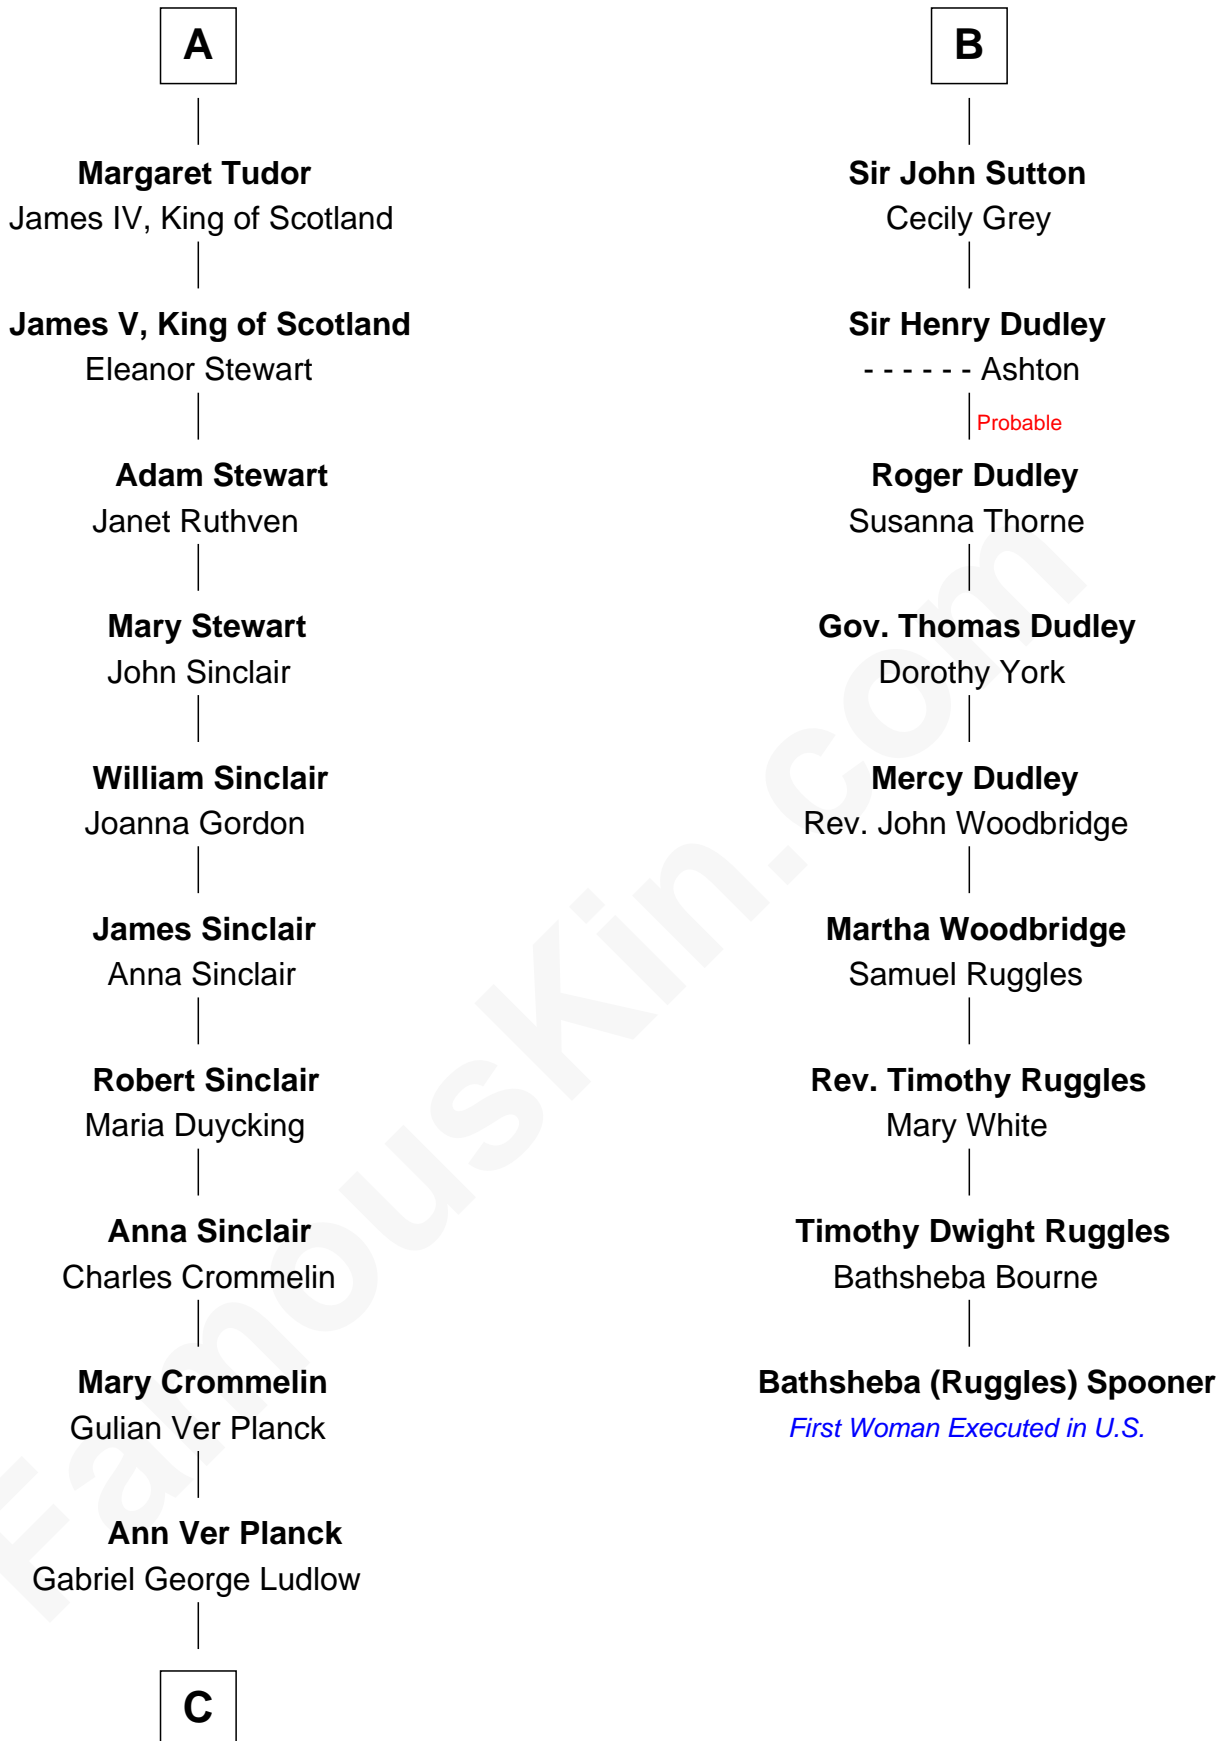 A
Margaret Tudor
James IV, King of Scotland
James V, King of Scotland
Eleanor Stewart
Adam Stewart
Janet Ruthven
Mary Stewart
John Sinclair
William Sinclair
Joanna Gordon
James Sinclair
Anna Sinclair
Robert Sinclair
Maria Duycking
Anna Sinclair
Charles Crommelin
Mary Crommelin
Gulian Ver Planck
Ann Ver Planck
Gabriel George Ludlow
C
B
Sir John Sutton
Cecily Grey
Sir Henry Dudley
- - - - - - Ashton
Probable
Roger Dudley
Susanna Thorne
Gov. Thomas Dudley
Dorothy York
Mercy Dudley
Rev. John Woodbridge
Martha Woodbridge
Samuel Ruggles
Rev. Timothy Ruggles
Mary White
Timothy Dwight Ruggles
Bathsheba Bourne
Bathsheba (Ruggles) Spooner
First Woman Executed in U.S.
FamousKin.com